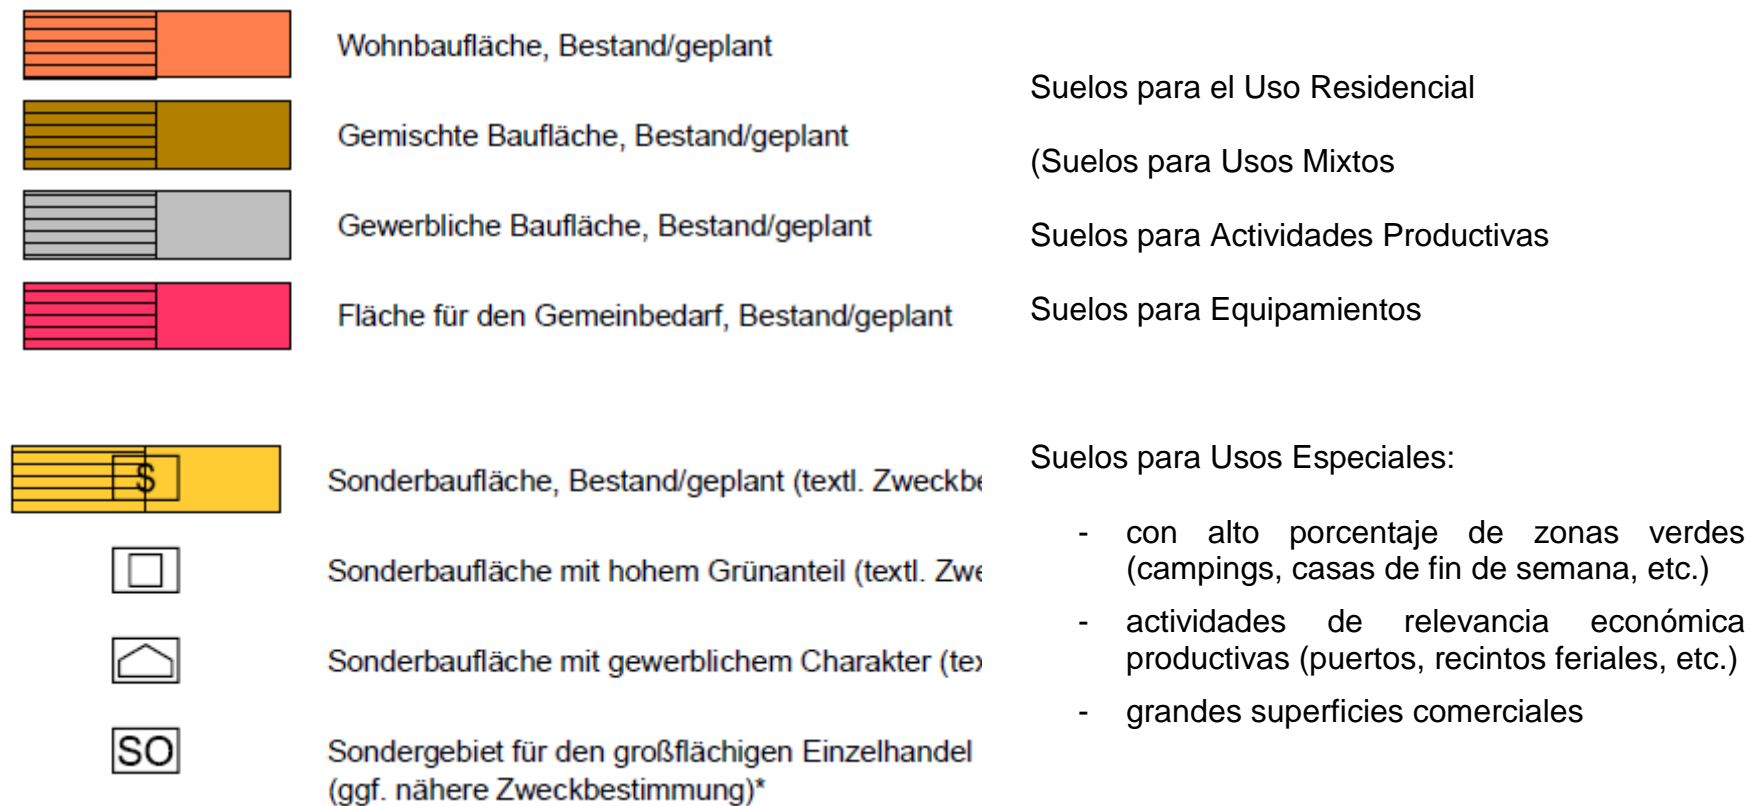 Wohnbaufläche, Bestand/geplant
Gemischte Baufläche, Bestand/geplant
Gewerbliche Baufläche, Bestand/geplant
Fläche für den Gemeinbedarf, Bestand/geplant
Suelos para el Uso Residencial
(Suelos para Usos Mixtos
Suelos para Actividades Productivas
Suelos para Equipamientos
S
Sonderbaufläche, Bestand/geplant (textl.
Sonderbaufläche mit hohem Grünanteil (textl.
Sonderbaufläche mit gewerblichem Charakter
SO
Sondergebiet für den großflächigen Einzelhandel
(ggf. nähere Zweckbestimmung)*
Suelos para Usos Especiales:
- con alto porcentaje de zonas verdes
(campings, casas de fin de semana, etc.)
- actividades de relevancia económica
productivas (puertos, recintos feriales, etc.)
- grandes superficies comerciales